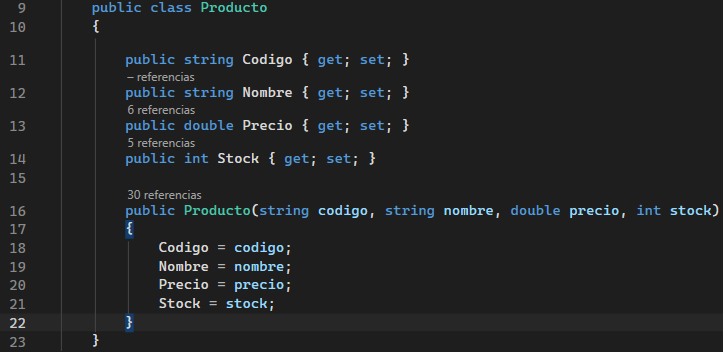 9 public class Producto
10 {
11 public string Codigo { get; set; }
– referencias
12 public string Nombre { get; set; }
6 referencias
13 public double Precio { get; set; }
5 referencias
14 public int Stock { get; set; }
15
30 referencias
16 public Producto(string codigo, string nombre, double precio, int stock)
17 {
18 Codigo = codigo;
19 Nombre = nombre;
20 Precio = precio;
21 Stock = stock;
22 }
23 }